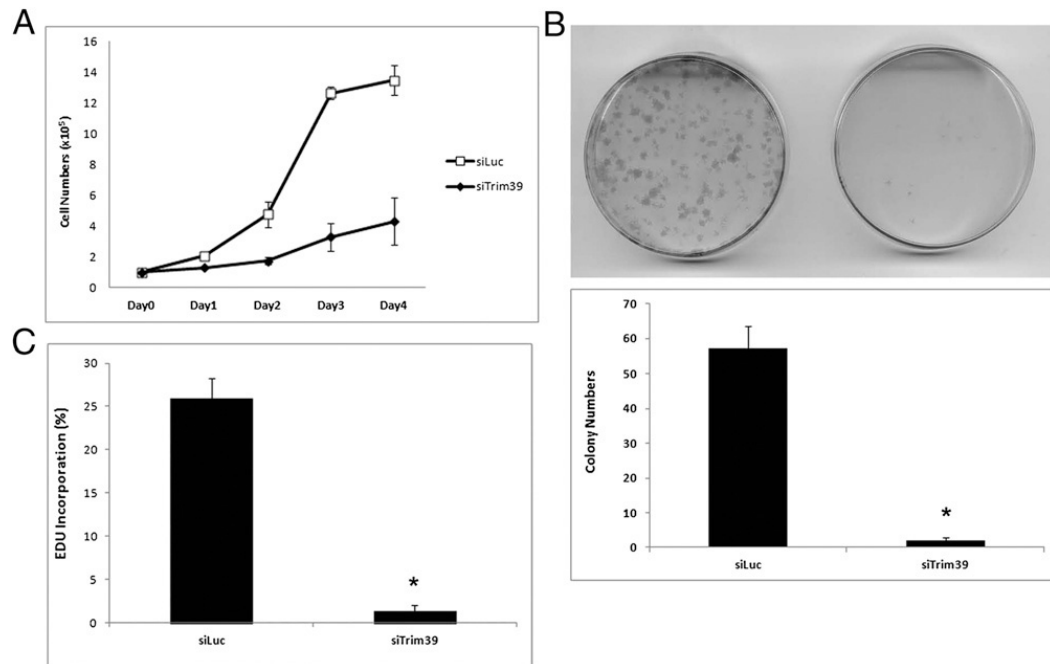 A
16
14
12
10
8
6
4
2
0
Cell Numbers (x10⁵)
Day0 Day1 Day2 Day3 Day4
siLuc
siTrim39
B
70
60
50
40
30
20
10
0
Colony Numbers
*
siLuc siTrim39
C
30
25
20
15
10
5
0
EDU Incorporation (%)
*
siLuc siTrim39